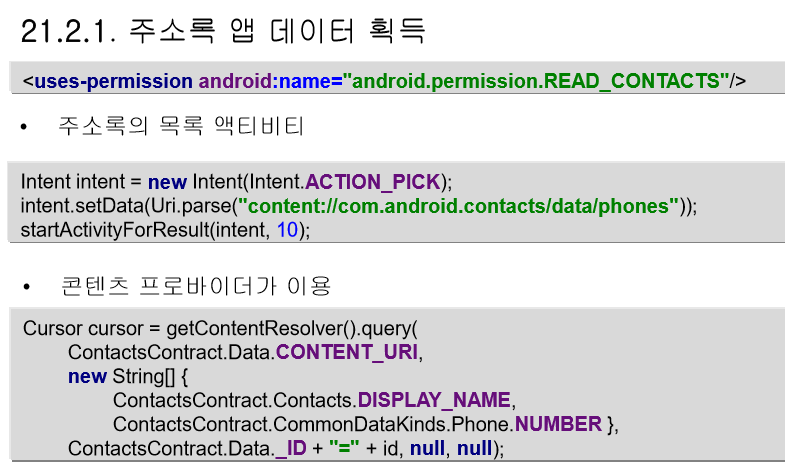 21.2.1. 주소록 앱 데이터 획득
<uses-permission android:name="android.permission.READ_CONTACTS"/>
• 주소록의 목록 액티비티
Intent intent = new Intent(Intent.ACTION_PICK);
intent.setData(Uri.parse("content://com.android.contacts/data/phones"));
startActivityForResult(intent, 10);
• 콘텐츠 프로바이더가 이용
Cursor cursor = getContentResolver().query(
ContactsContract.Data.CONTENT_URI,
new String[] {
ContactsContract.Contacts.DISPLAY_NAME,
ContactsContract.CommonDataKinds.Phone.NUMBER },
ContactsContract.Data._ID + "=" + id, null, null);